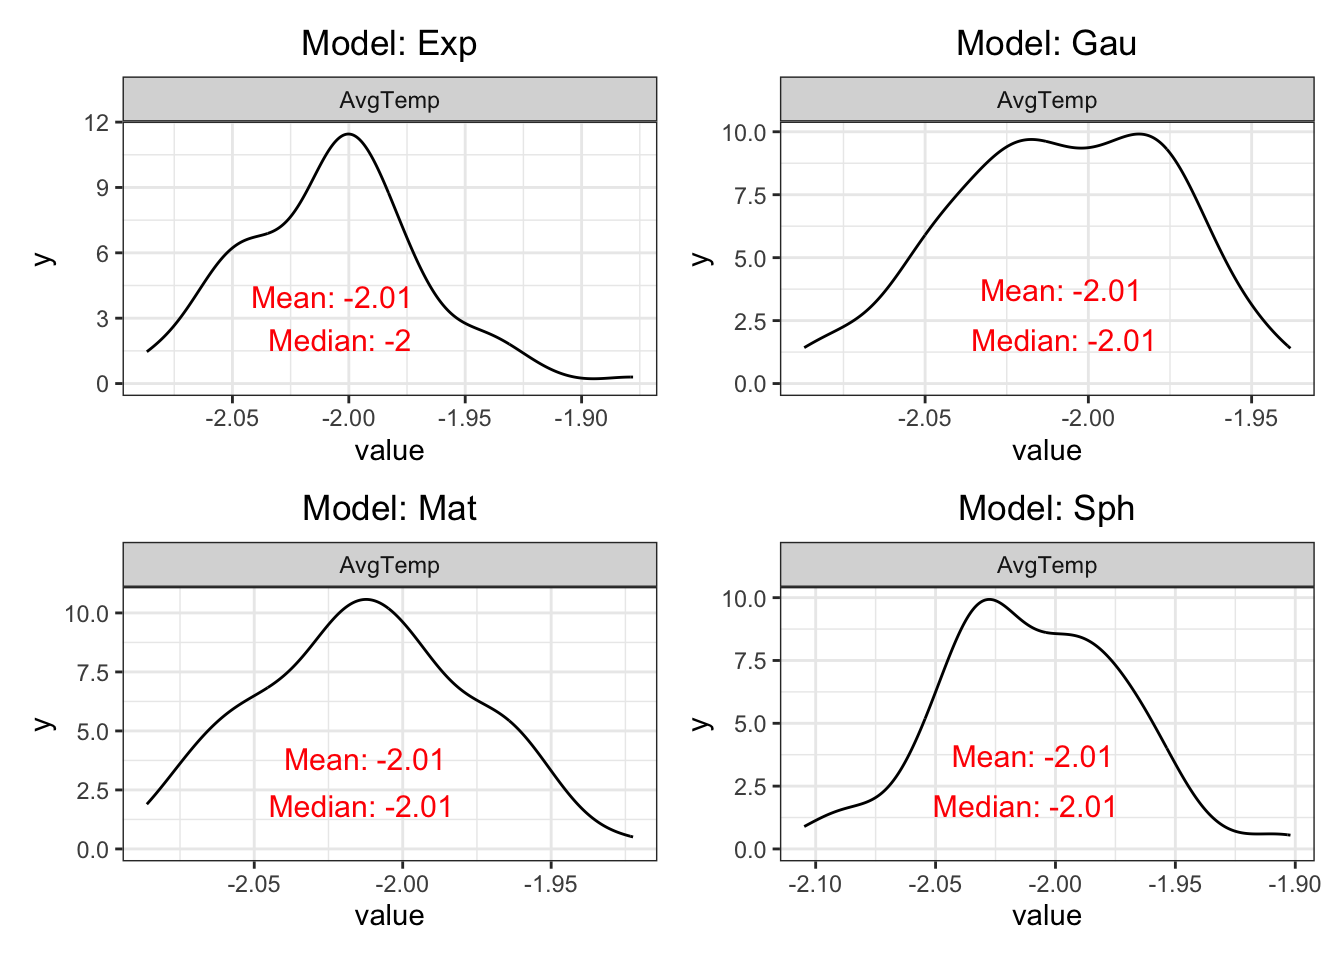 Model: Exp
AvgTemp
12
9
6
3
0
y
Mean: -2.01
Median: -2
-2.05
-2.00
-1.95
-1.90
value
Model: Gau
AvgTemp
10.0
7.5
5.0
2.5
0.0
y
Mean: -2.01
Median: -2.01
-2.05
-2.00
-1.95
value
Model: Mat
AvgTemp
10.0
7.5
5.0
2.5
0.0
y
Mean: -2.01
Median: -2.01
-2.05
-2.00
-1.95
value
Model: Sph
AvgTemp
10.0
7.5
5.0
2.5
0.0
y
Mean: -2.01
Median: -2.01
-2.10
-2.05
-2.00
-1.95
-1.90
value